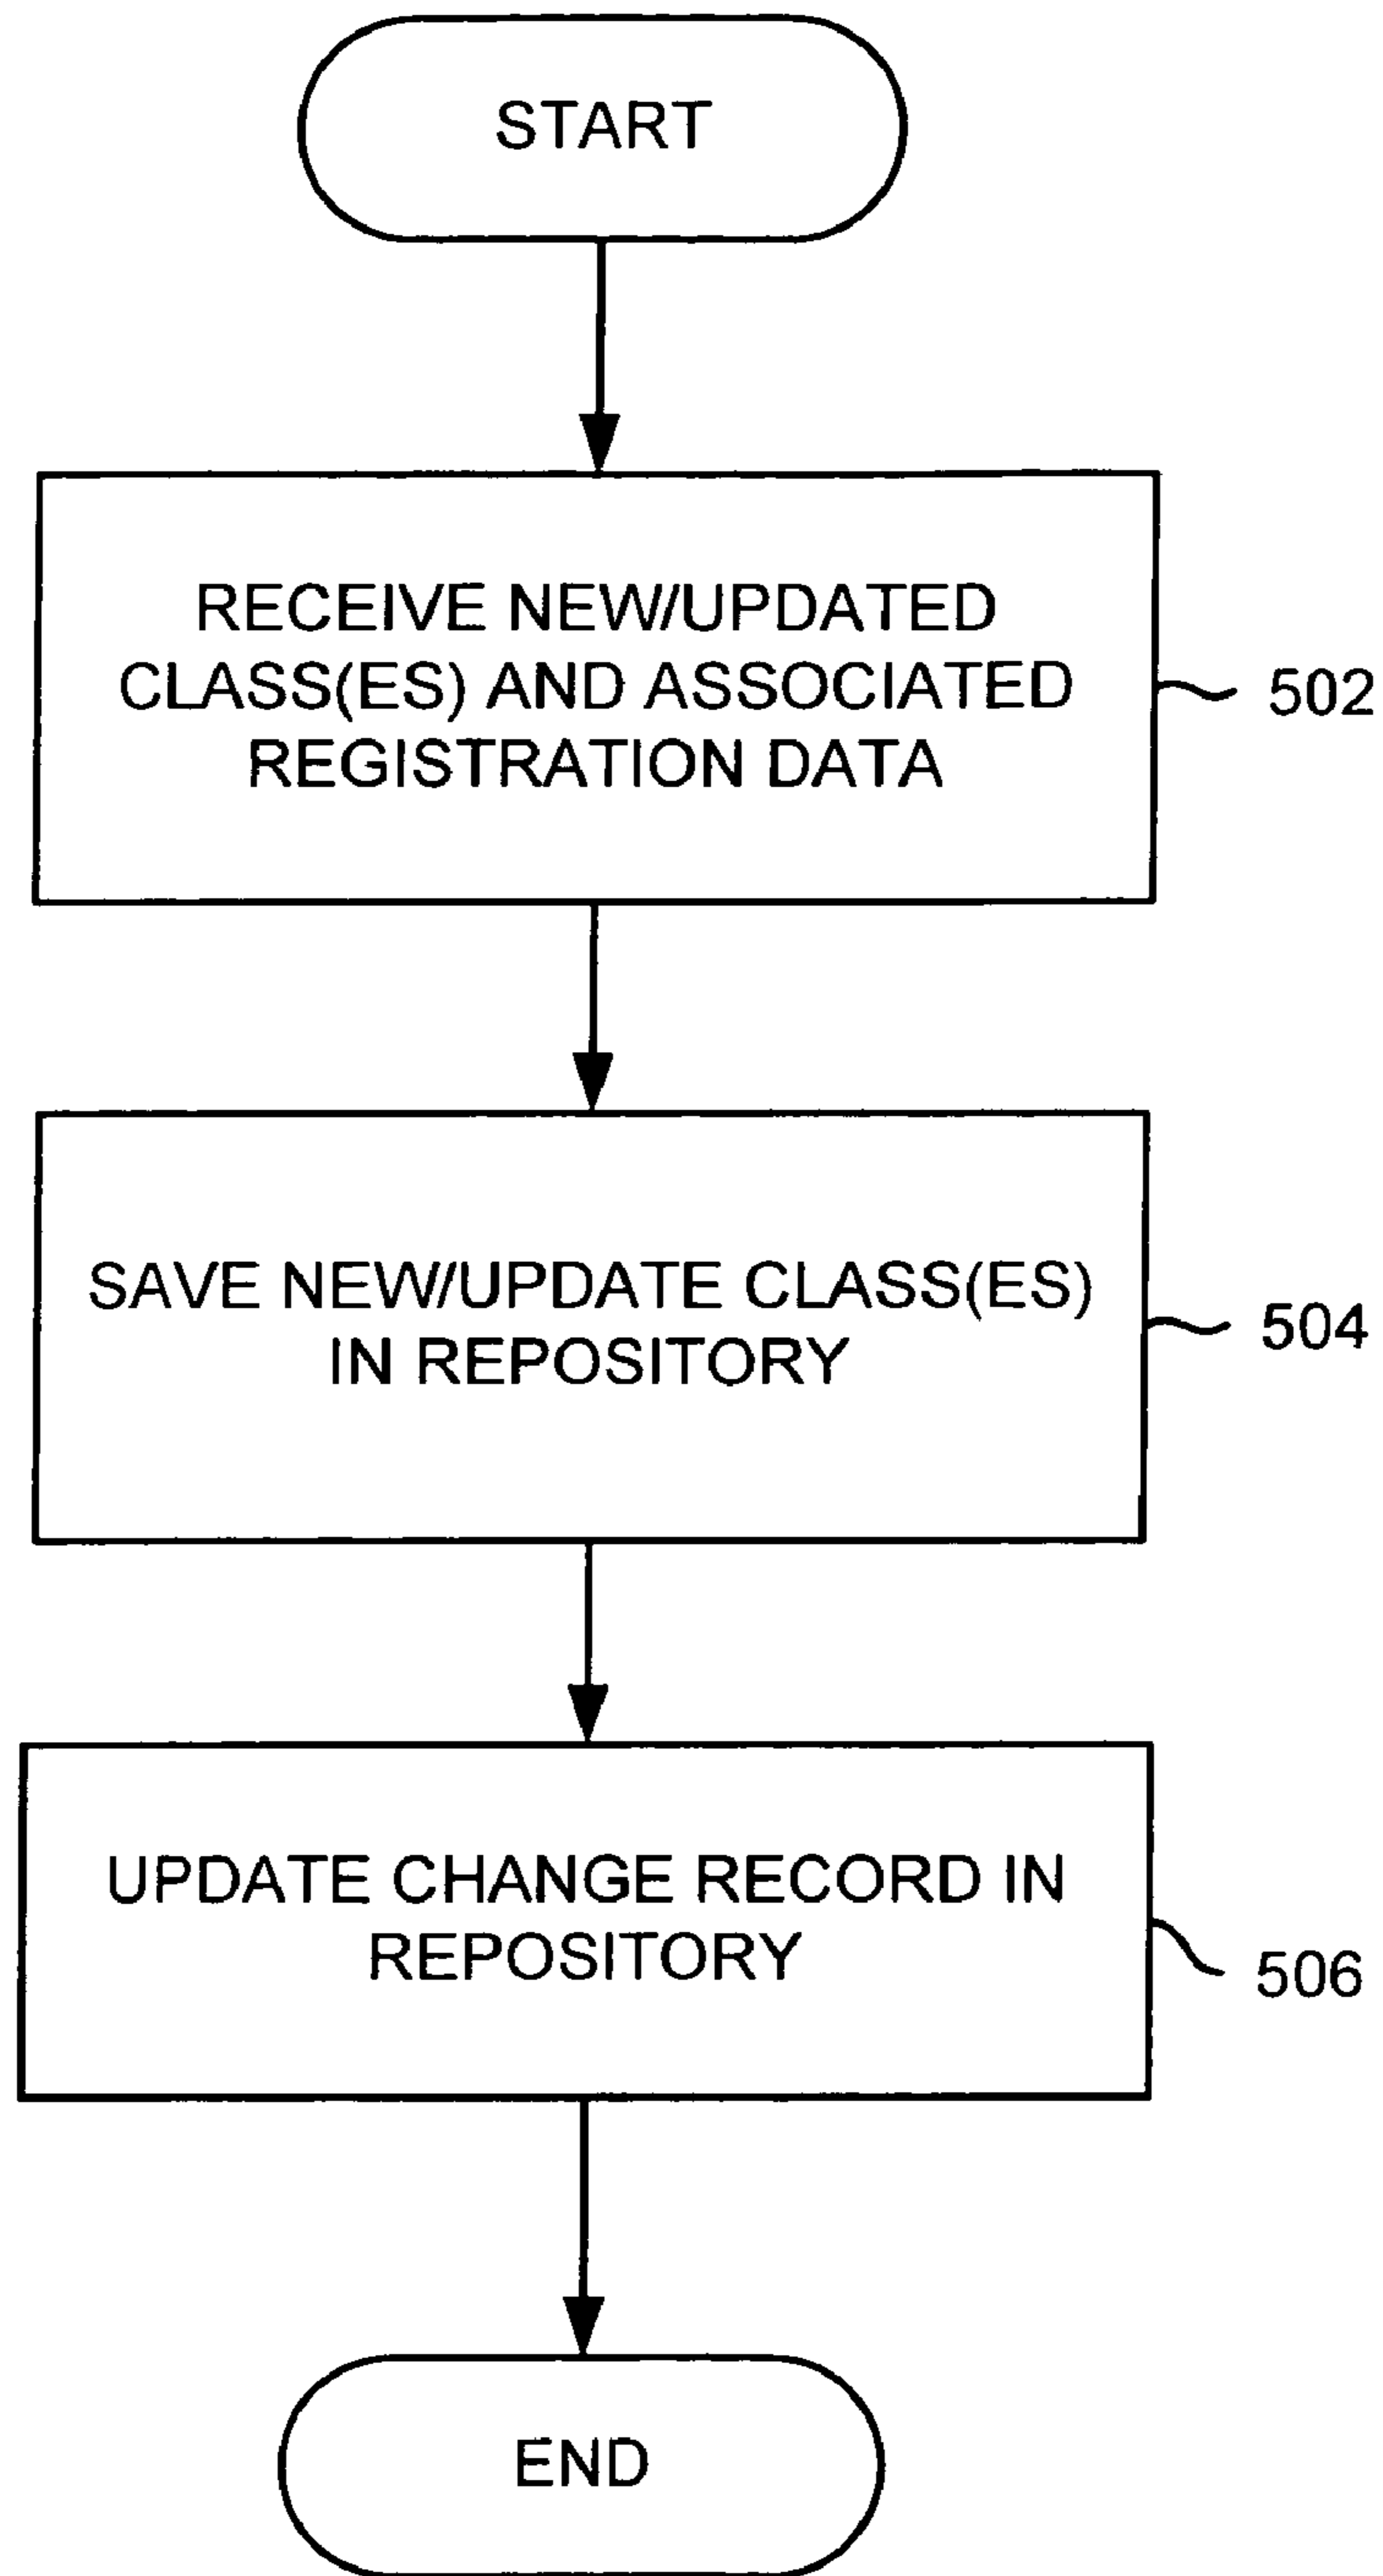 START
RECEIVE NEW/UPDATED
CLASS(ES) AND ASSOCIATED
REGISTRATION DATA
502
SAVE NEW/UPDATE CLASS(ES)
IN REPOSITORY
504
UPDATE CHANGE RECORD IN
REPOSITORY
506
END